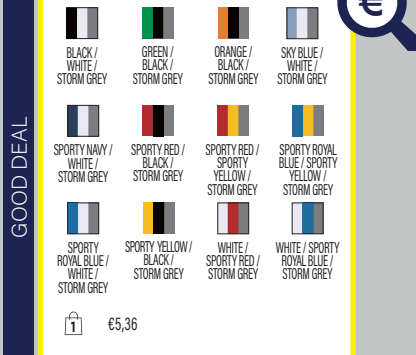 €
GOOD DEAL
BLACK /
WHITE /
STORM GREY
GREEN /
BLACK /
STORM GREY
ORANGE /
BLACK /
STORM GREY
SKY BLUE /
WHITE /
STORM GREY
SPORTY NAVY /
WHITE /
STORM GREY
SPORTY RED /
BLACK /
STORM GREY
SPORTY RED /
SPORTY
YELLOW /
STORM GREY
SPORTY ROYAL
BLUE / SPORTY
YELLOW /
STORM GREY
SPORTY
ROYAL BLUE /
WHITE /
STORM GREY
SPORTY YELLOW /
BLACK /
STORM GREY
WHITE /
SPORTY RED /
STORM GREY
WHITE / SPORTY
ROYAL BLUE /
STORM GREY
1 €5,36